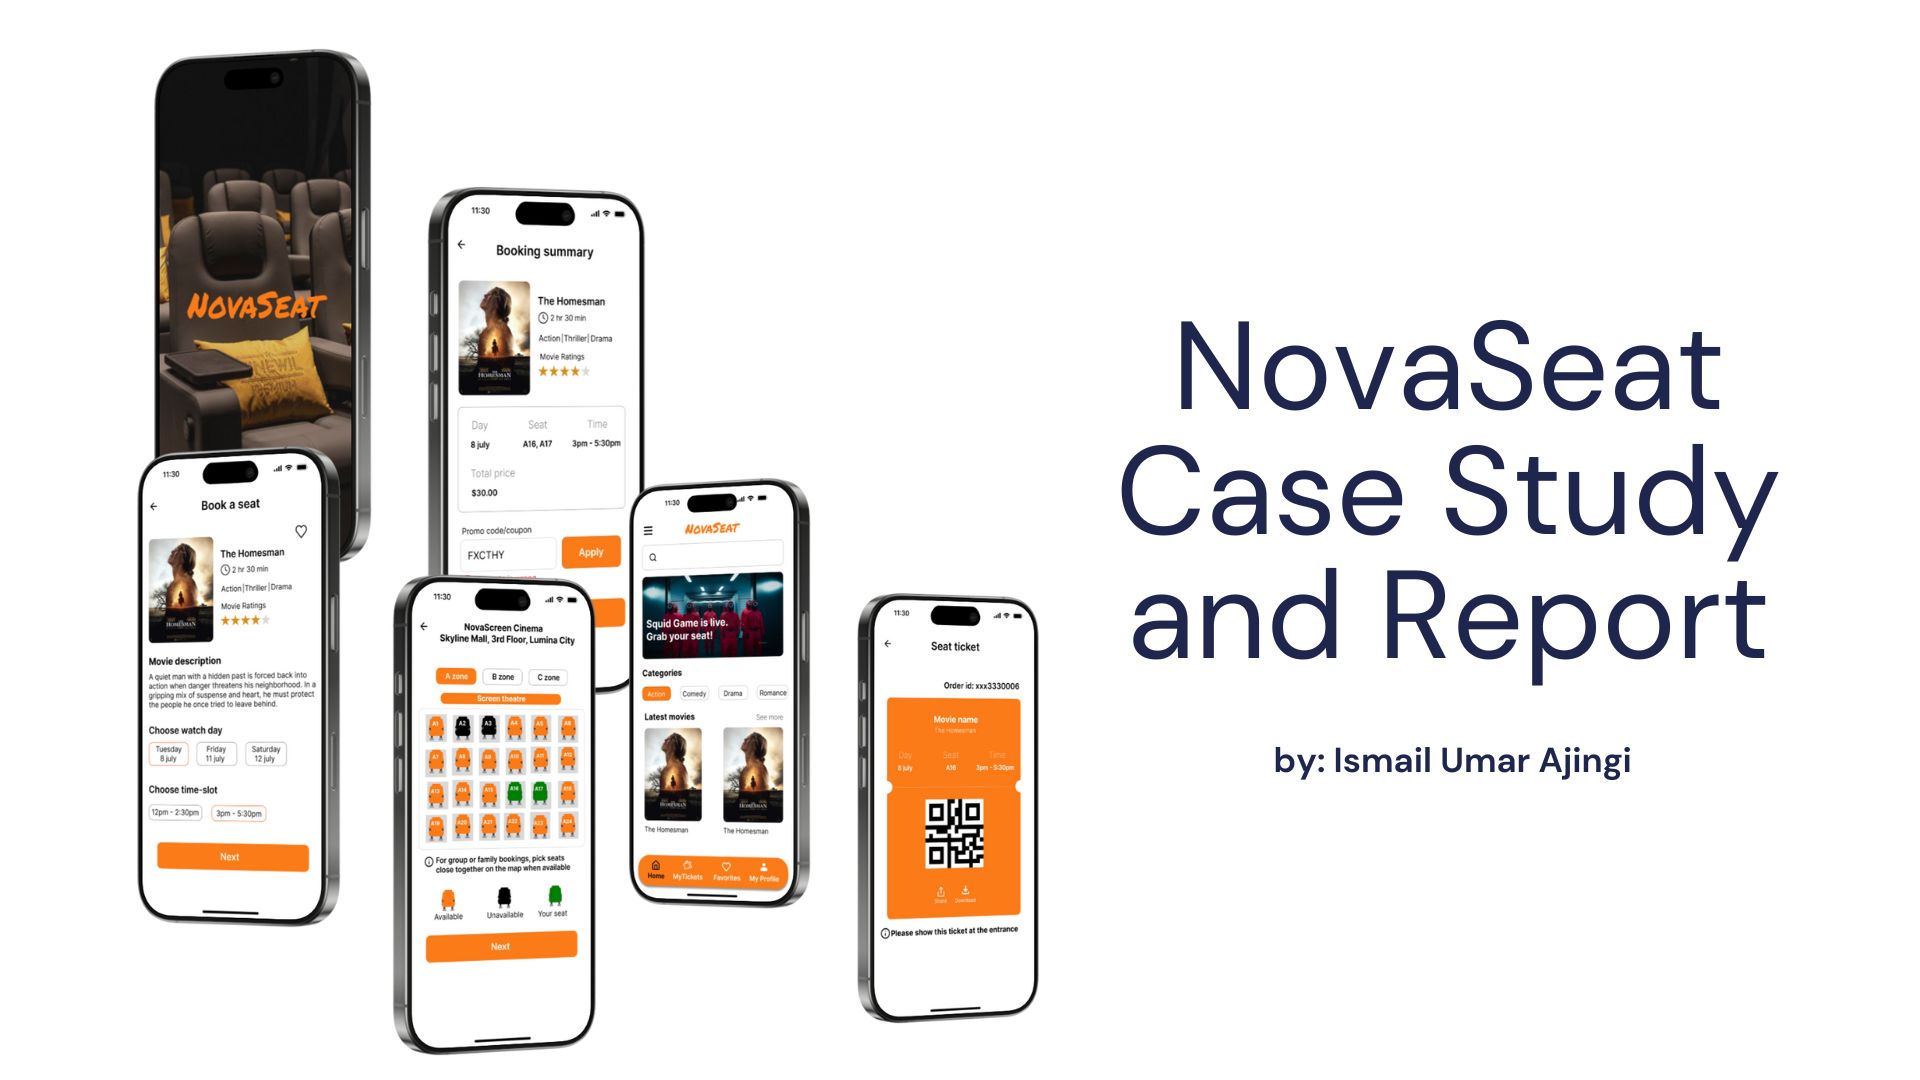 NovaSeat
Case Study
and Report
by: Ismail Umar Ajingi
NOVASEAT
11:30
Booking summary
The Homesman
2 hr 30 min
Action|Thriller|Drama
Movie Ratings
Day Seat Time
8 july A16, A17 3pm - 5:30pm
Total price
$30.00
Promo code/coupon
FXCTHY Apply
11:30
Book a seat
The Homesman
2 hr 30 min
Action|Thriller|Drama
Movie Ratings
Movie description
A quiet man with a hidden past is forced back into
action when danger threatens his neighborhood. In a
gripping mix of suspense and heart, he must protect
the people he once tried to leave behind.
Choose watch day
Tuesday Friday Saturday
8 july 11 july 12 july
Choose time-slot
12pm - 2:30pm 3pm - 5:30pm
Next
11:30
NovaScreen Cinema
Skyline Mall, 3rd Floor, Lumina City
A zone B zone C zone
Screen theatre
A1 A2 A3 A4 A5 A6
A7 A8 A9 A10 A11 A12
A13 A14 A15 A16 A17 A18
A19 A20 A21 A22 A23 A24
For group or family bookings, pick seats
close together on the map when available
Available Unavailable Your seat
Next
11:30
NOVASEAT
Squid Game is live.
Grab your seat!
Categories
Action Comedy Drama Romance
Latest movies See more
HOMESMAN HOMESMAN
The Homesman The Homesman
Home MyTickets Favorites My Profile
11:30
Seat ticket
Order id: xxx3330006
Movie name
The Homesman
Day Seat Time
8 july A16 3pm - 5:30pm
Share Download
Please show this ticket at the entrance